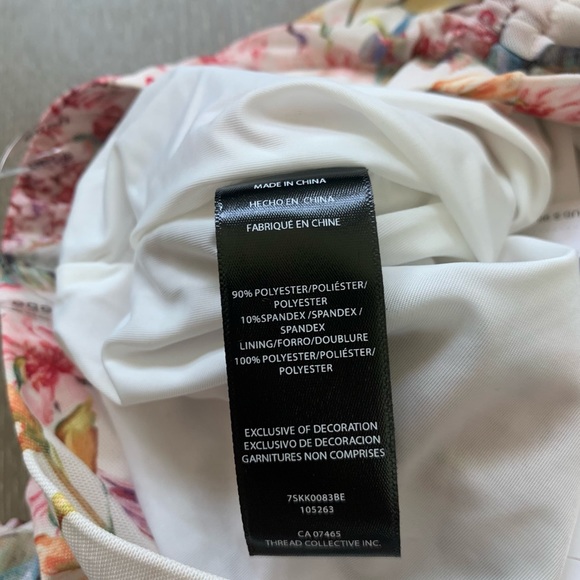 MADE IN CHINA
HECHO EN CHINA
FABRIQUÉ EN CHINE
90% POLYESTER/POLIÉSTER/
POLYESTER
10%SPANDEX/SPANDEX/
SPANDEX
LINING/FORRO/DOUBLURE
100% POLYESTER/POLIÉSTER/
POLYESTER
EXCLUSIVE OF DECORATION
EXCLUSIVO DE DECORACION
GARNITURES NON COMPRISES
7SKK0083BE
105263
CA 07465
THREAD COLLECTIVE INC.